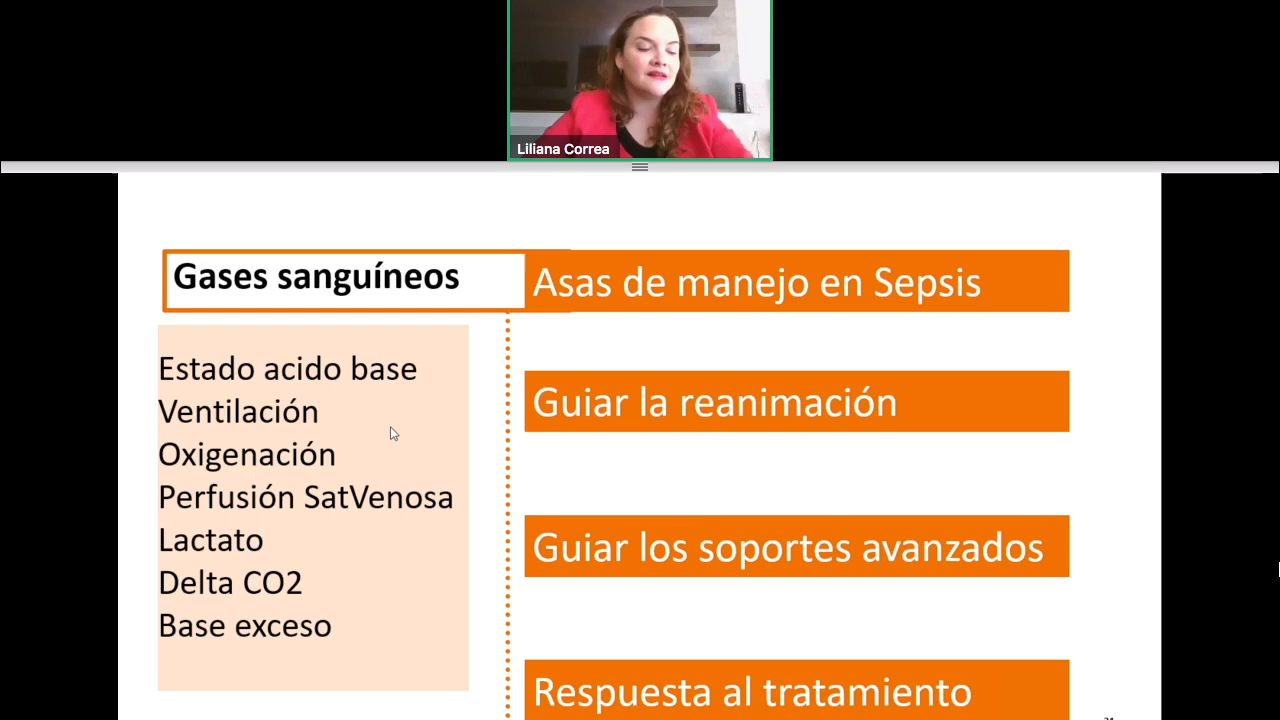 Liliana Correa
Gases sanguíneos
Asas de manejo en Sepsis
Estado acido base
Ventilación
Oxigenación
Perfusión SatVenosa
Lactato
Delta CO2
Base exceso
Guiar la reanimación
Guiar los soportes avanzados
Respuesta al tratamiento